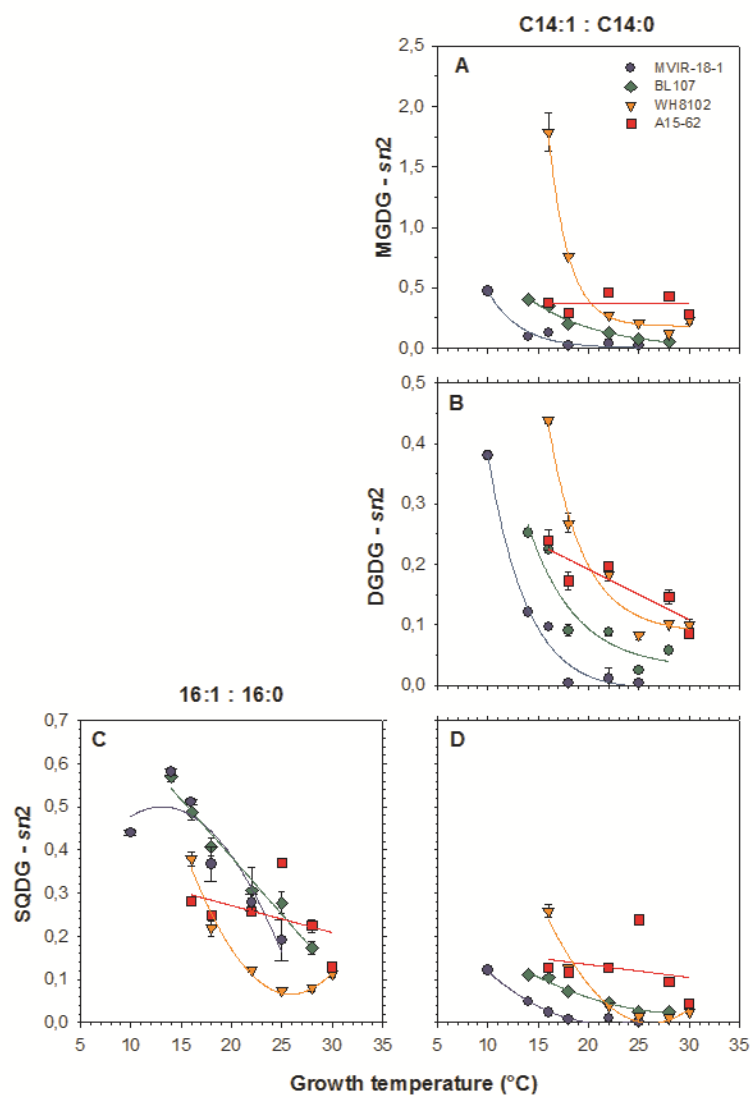 C14:1 : C14:0
A
MVIR-18-1
BL107
WH8102
A15-62
MGDG - sn2
2,5
2,0
1,5
1,0
0,5
0,0
B
DGDG - sn2
0,5
0,4
0,3
0,2
0,1
0,0
16:1 : 16:0
C
SQDG - sn2
0,7
0,6
0,5
0,4
0,3
0,2
0,1
0,0
5 10 15 20 25 30 35
D
5 10 15 20 25 30 35
Growth temperature (°C)